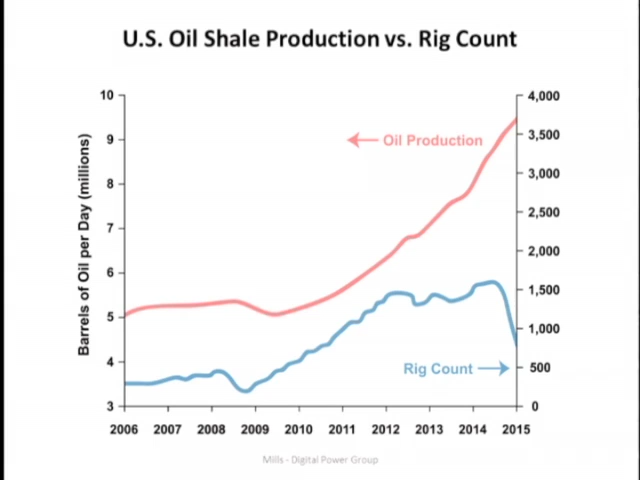 U.S. Oil Shale Production vs. Rig Count
Barrels of Oil per Day (millions)
10
9
8
7
6
5
4
3
4,000
3,500
3,000
2,500
2,000
1,500
1,000
500
0
Oil Production
Rig Count
2006 2007 2008 2009 2010 2011 2012 2013 2014 2015
Mills - Digital Power Group